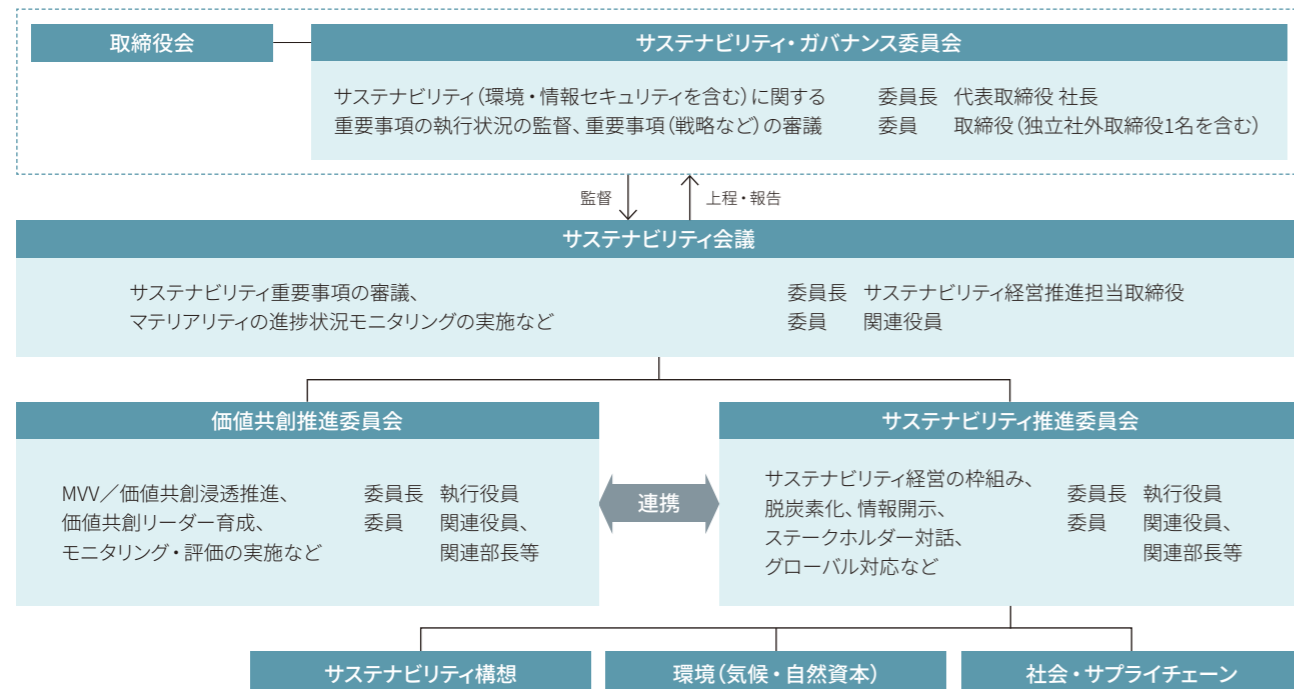 取締役会
サステナビリティ・ガバナンス委員会
サステナビリティ(環境・情報セキュリティを含む)に関する
重要事項の執行状況の監督、重要事項(戦略など)の審議
委員長 代表取締役 社長
委員 取締役(独立社外取締役1名を含む)
監督
上程・報告
サステナビリティ会議
サステナビリティ重要事項の審議、
マテリアリティの進捗状況モニタリングの実施など
委員長 サステナビリティ経営推進担当取締役
委員 関連役員
価値共創推進委員会
MVV/価値共創浸透推進、
価値共創リーダー育成、
モニタリング・評価の実施など
委員長 執行役員
委員 関連役員、
関連部長等
連携
サステナビリティ推進委員会
サステナビリティ経営の枠組み、
脱炭素化、情報開示、
ステークホルダー対話、
グローバル対応など
委員長 執行役員
委員 関連役員、
関連部長等
サステナビリティ構想
環境(気候・自然資本)
社会・サプライチェーン